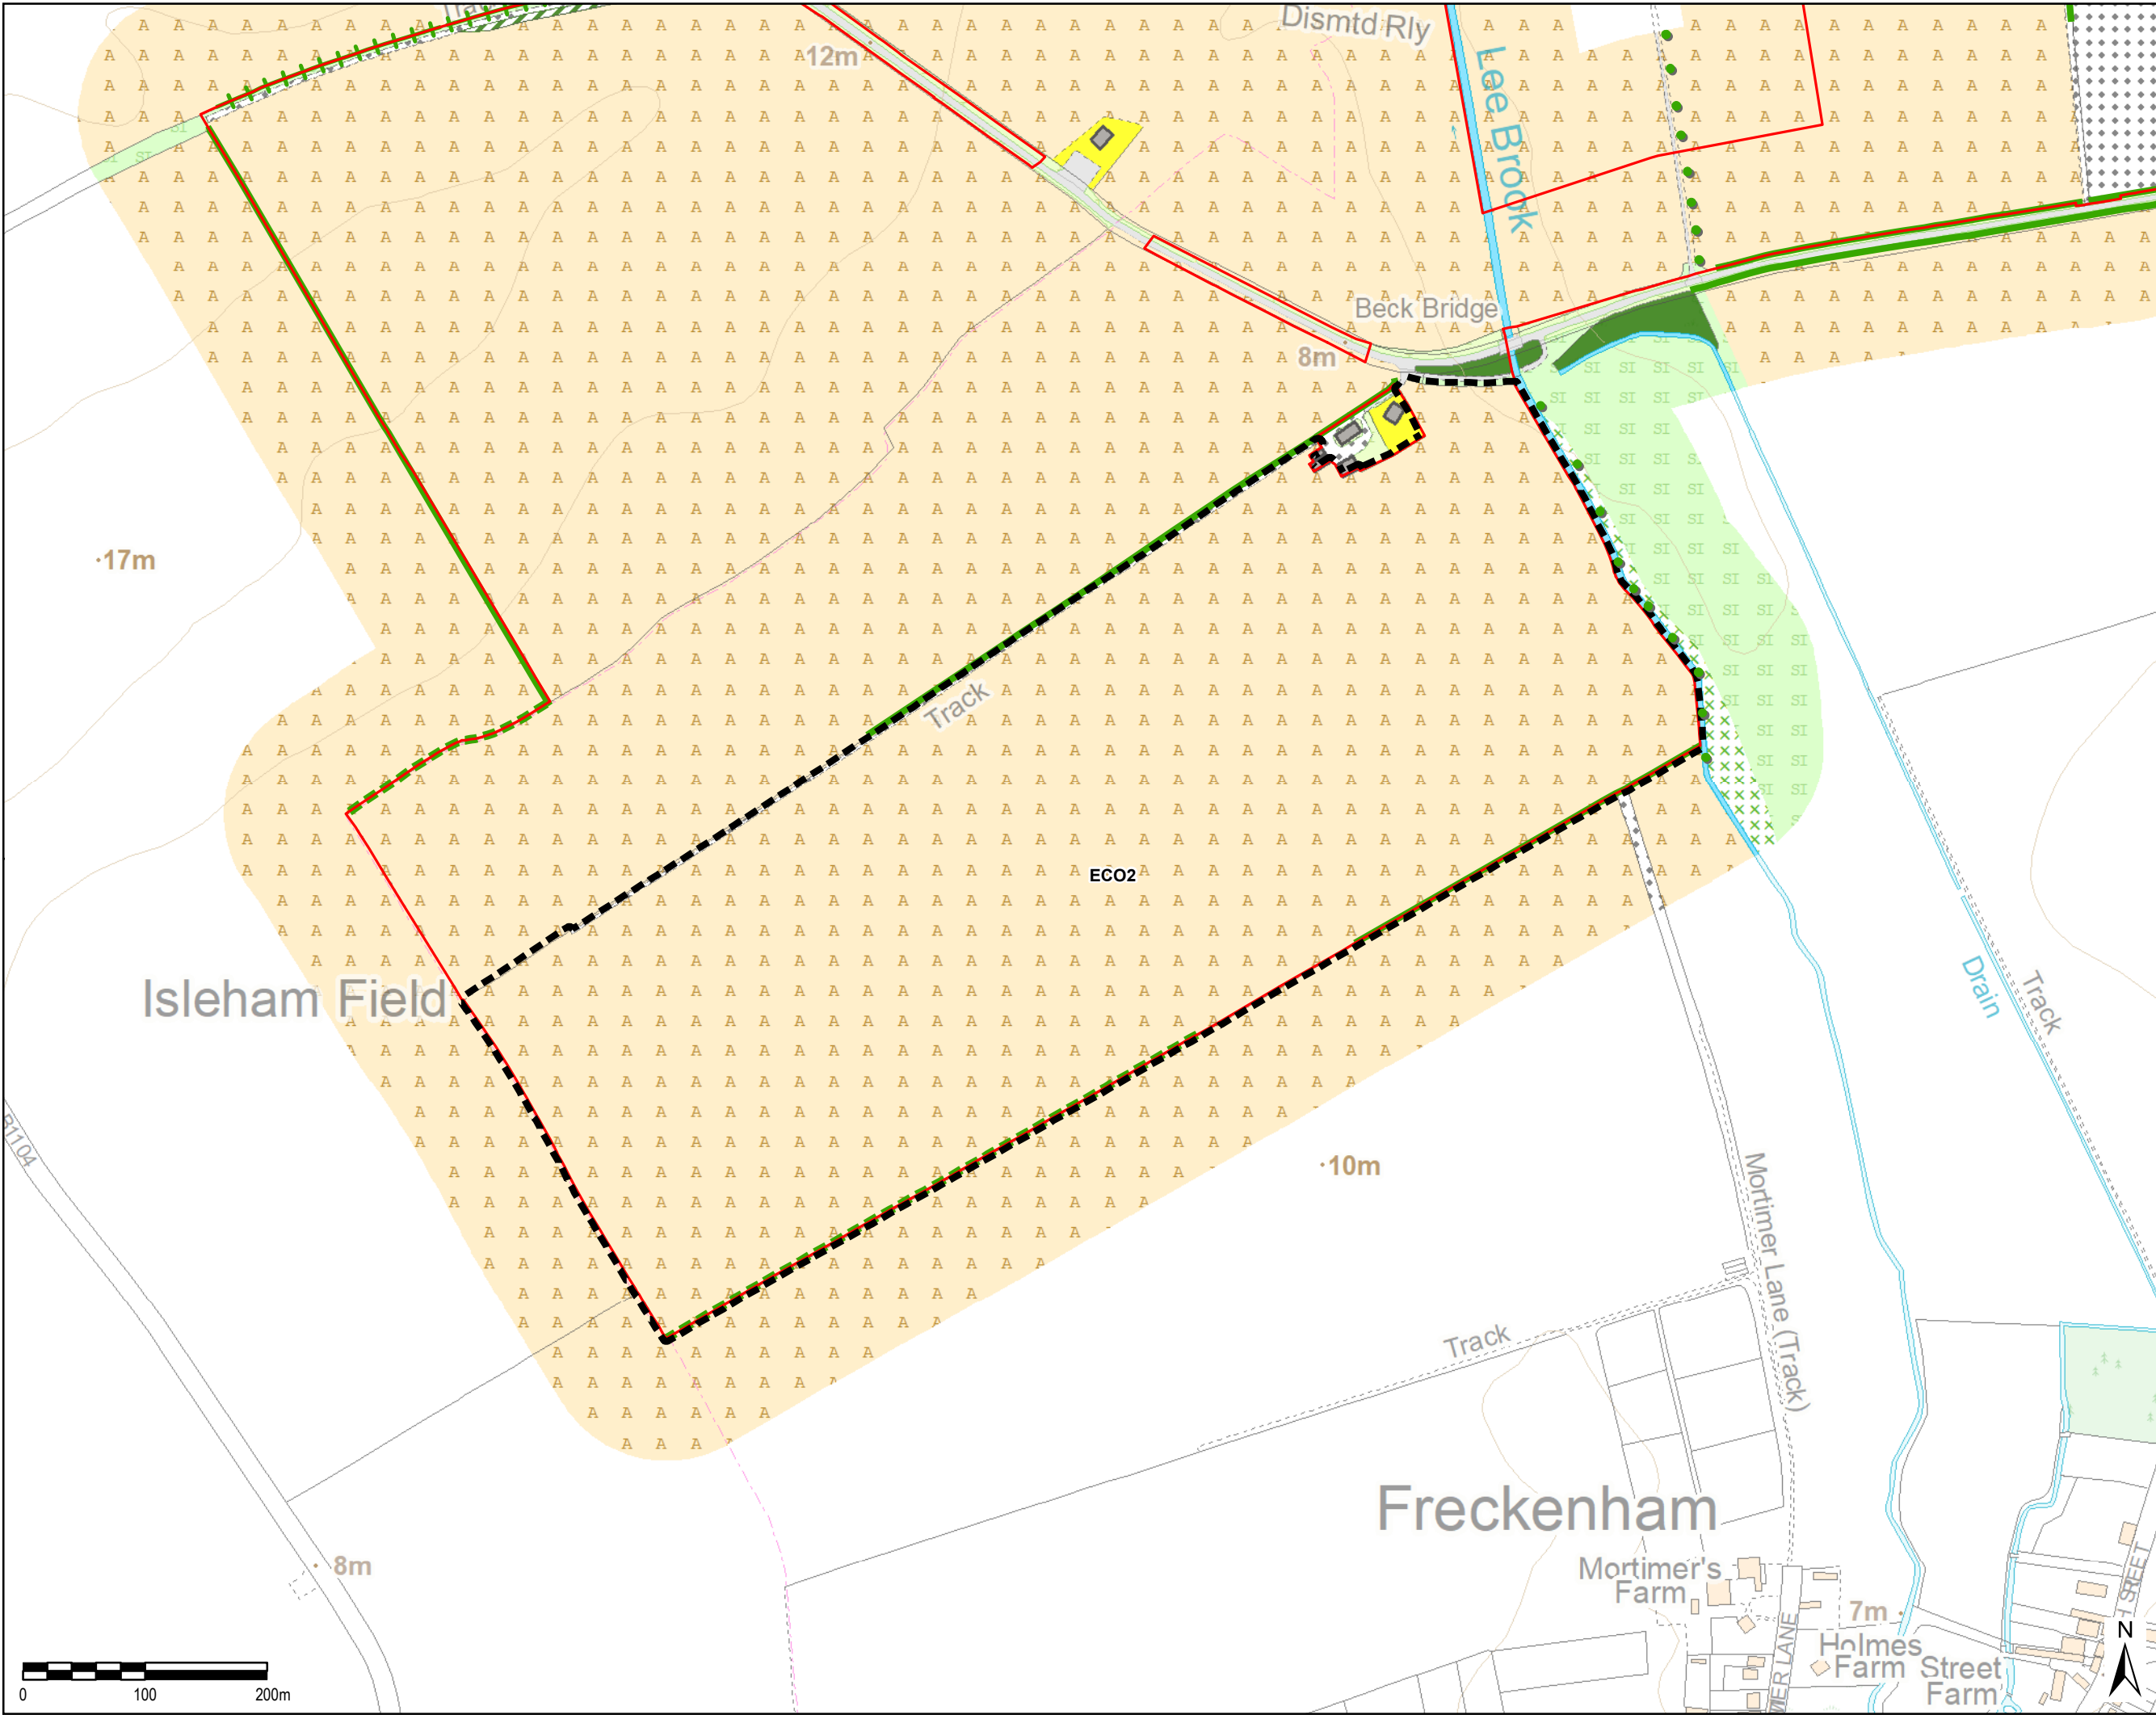 Dismtd Rly
12m
Lee Brook
SI
Beck Bridge
8m
·17m
Track
ECO2
Isleham Field
Drain
Track
B1104
·10m
Mortimer Lane (Track)
Track
Freckenham
Mortimer's
Farm
8m
7m
Holmes
Farm
Street
Farm
N
0 100 200m